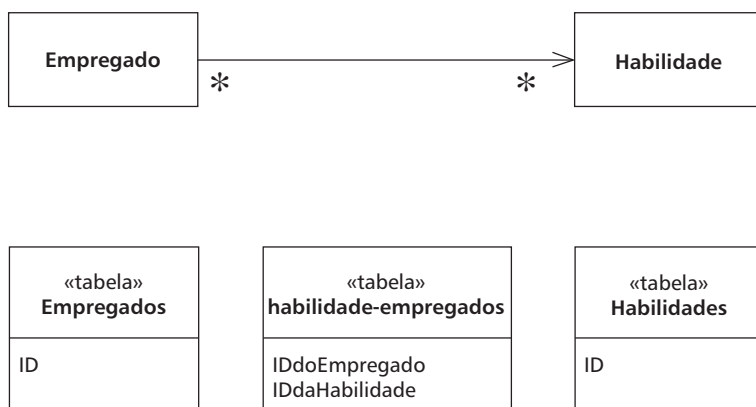 Empregado
Habilidade
*
*
«tabela»
Empregados
ID
«tabela»
habilidade-empregados
IDdoEmpregado
IDdaHabilidade
«tabela»
Habilidades
ID